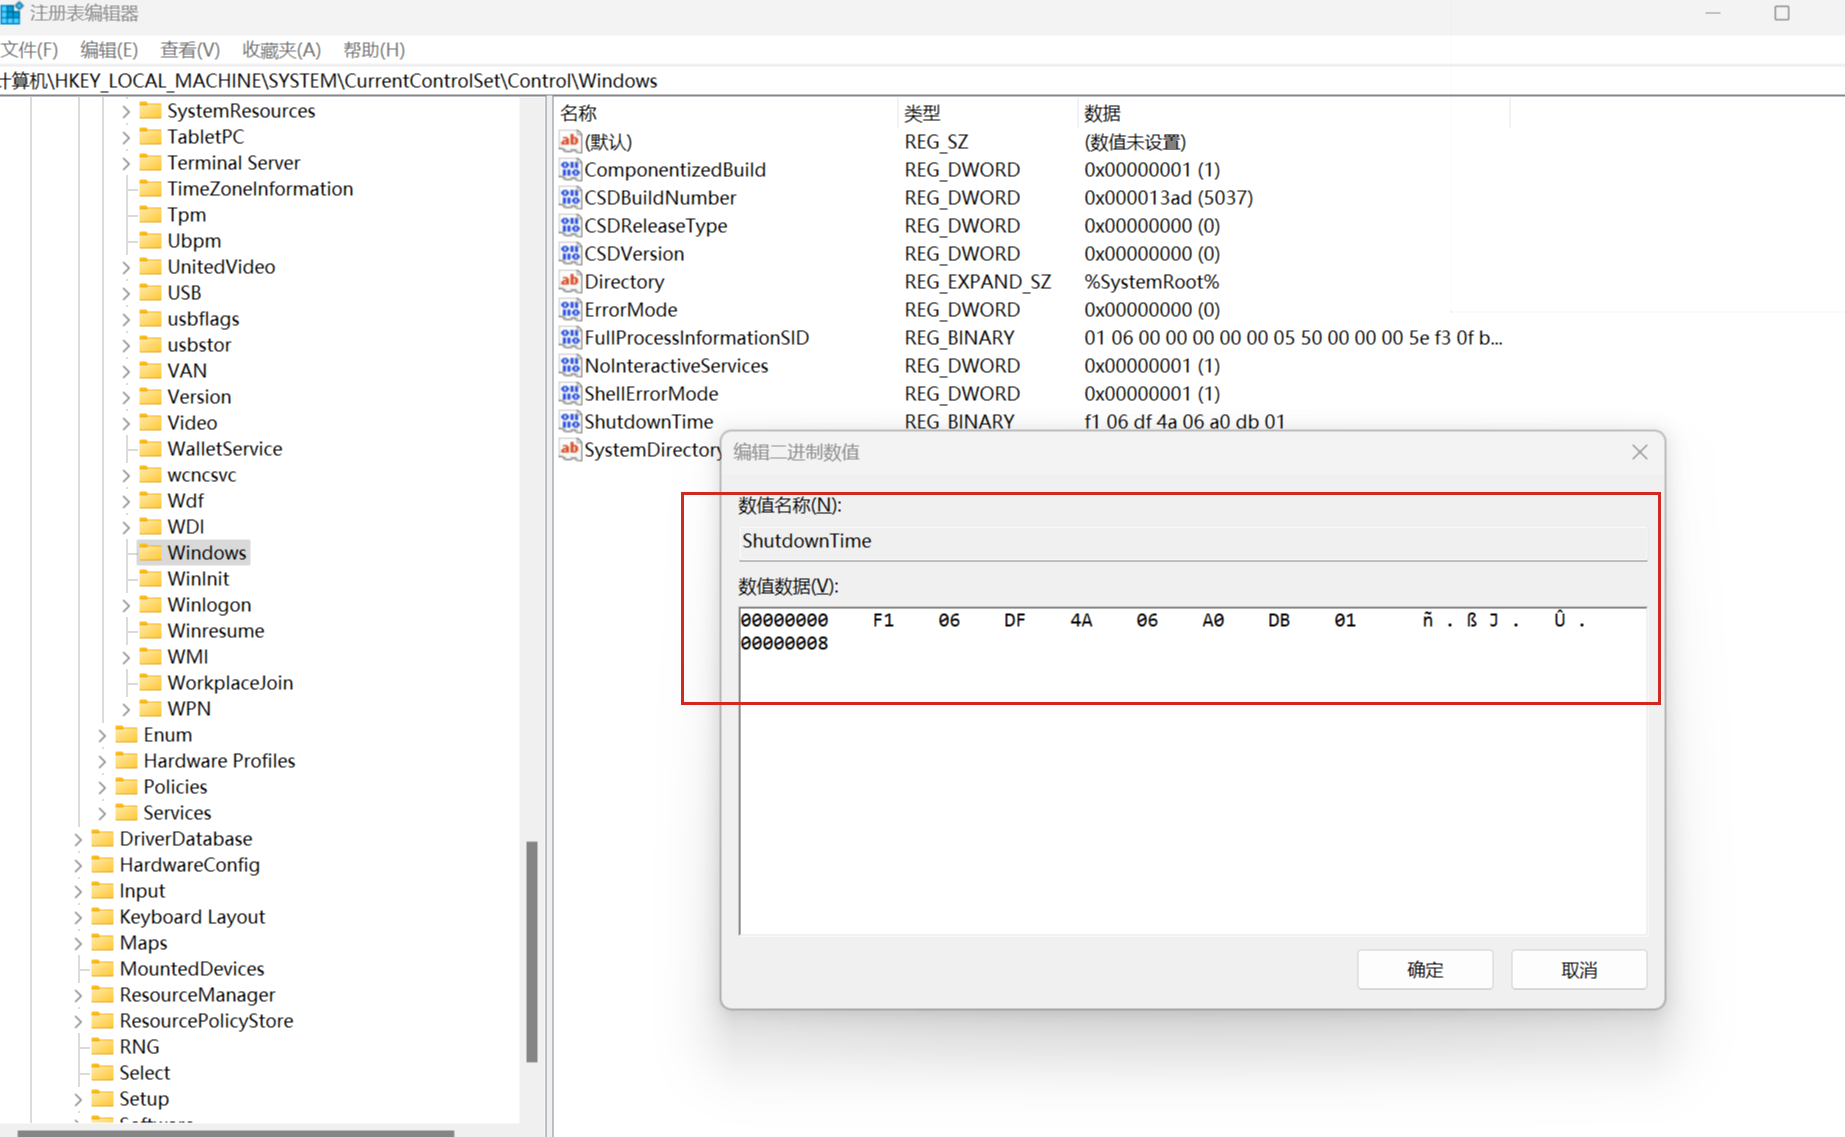 注册表编辑器
文件(F) 编辑(E) 查看(V) 收藏夹(A) 帮助(H)
计算机\HKEY_LOCAL_MACHINE\SYSTEM\CurrentControlSet\Control\Windows
SystemResources
TabletPC
Terminal Server
TimeZoneInformation
Tpm
Ubpm
UnitedVideo
USB
usbflags
usbstor
VAN
Version
Video
WalletService
wcncsvc
Wdf
WDI
Windows
WinInit
Winlogon
Winresume
WMI
WorkplaceJoin
WPN
Enum
Hardware Profiles
Policies
Services
DriverDatabase
HardwareConfig
Input
Keyboard Layout
Maps
MountedDevices
ResourceManager
ResourcePolicyStore
RNG
Select
Setup
Software
名称 类型 数据
(默认) REG_SZ (数值未设置)
ComponentizedBuild REG_DWORD 0x00000001 (1)
CSDBuildNumber REG_DWORD 0x000013ad (5037)
CSDReleaseType REG_DWORD 0x00000000 (0)
CSDVersion REG_DWORD 0x00000000 (0)
Directory REG_EXPAND_SZ %SystemRoot%
ErrorMode REG_DWORD 0x00000000 (0)
FullProcessInformationSID REG_BINARY 01 06 00 00 00 00 00 05 50 00 00 00 5e f3 0f b...
NoInteractiveServices REG_DWORD 0x00000001 (1)
ShellErrorMode REG_DWORD 0x00000001 (1)
ShutdownTime REG_BINARY f1 06 df 4a 06 a0 db 01
SystemDirectory
编辑二进制数值
数值名称(N):
ShutdownTime
数值数据(V):
00000000 F1 06 DF 4A 06 A0 DB 01 ñ . ß J . Û .
00000008
确定 取消